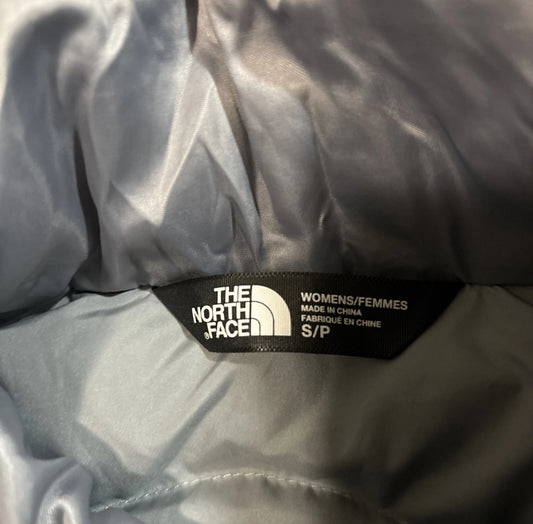 THE
NORTH
FACE®
WOMENS/FEMMES
MADE IN CHINA
FABRIQUÉ EN CHINE
S/P